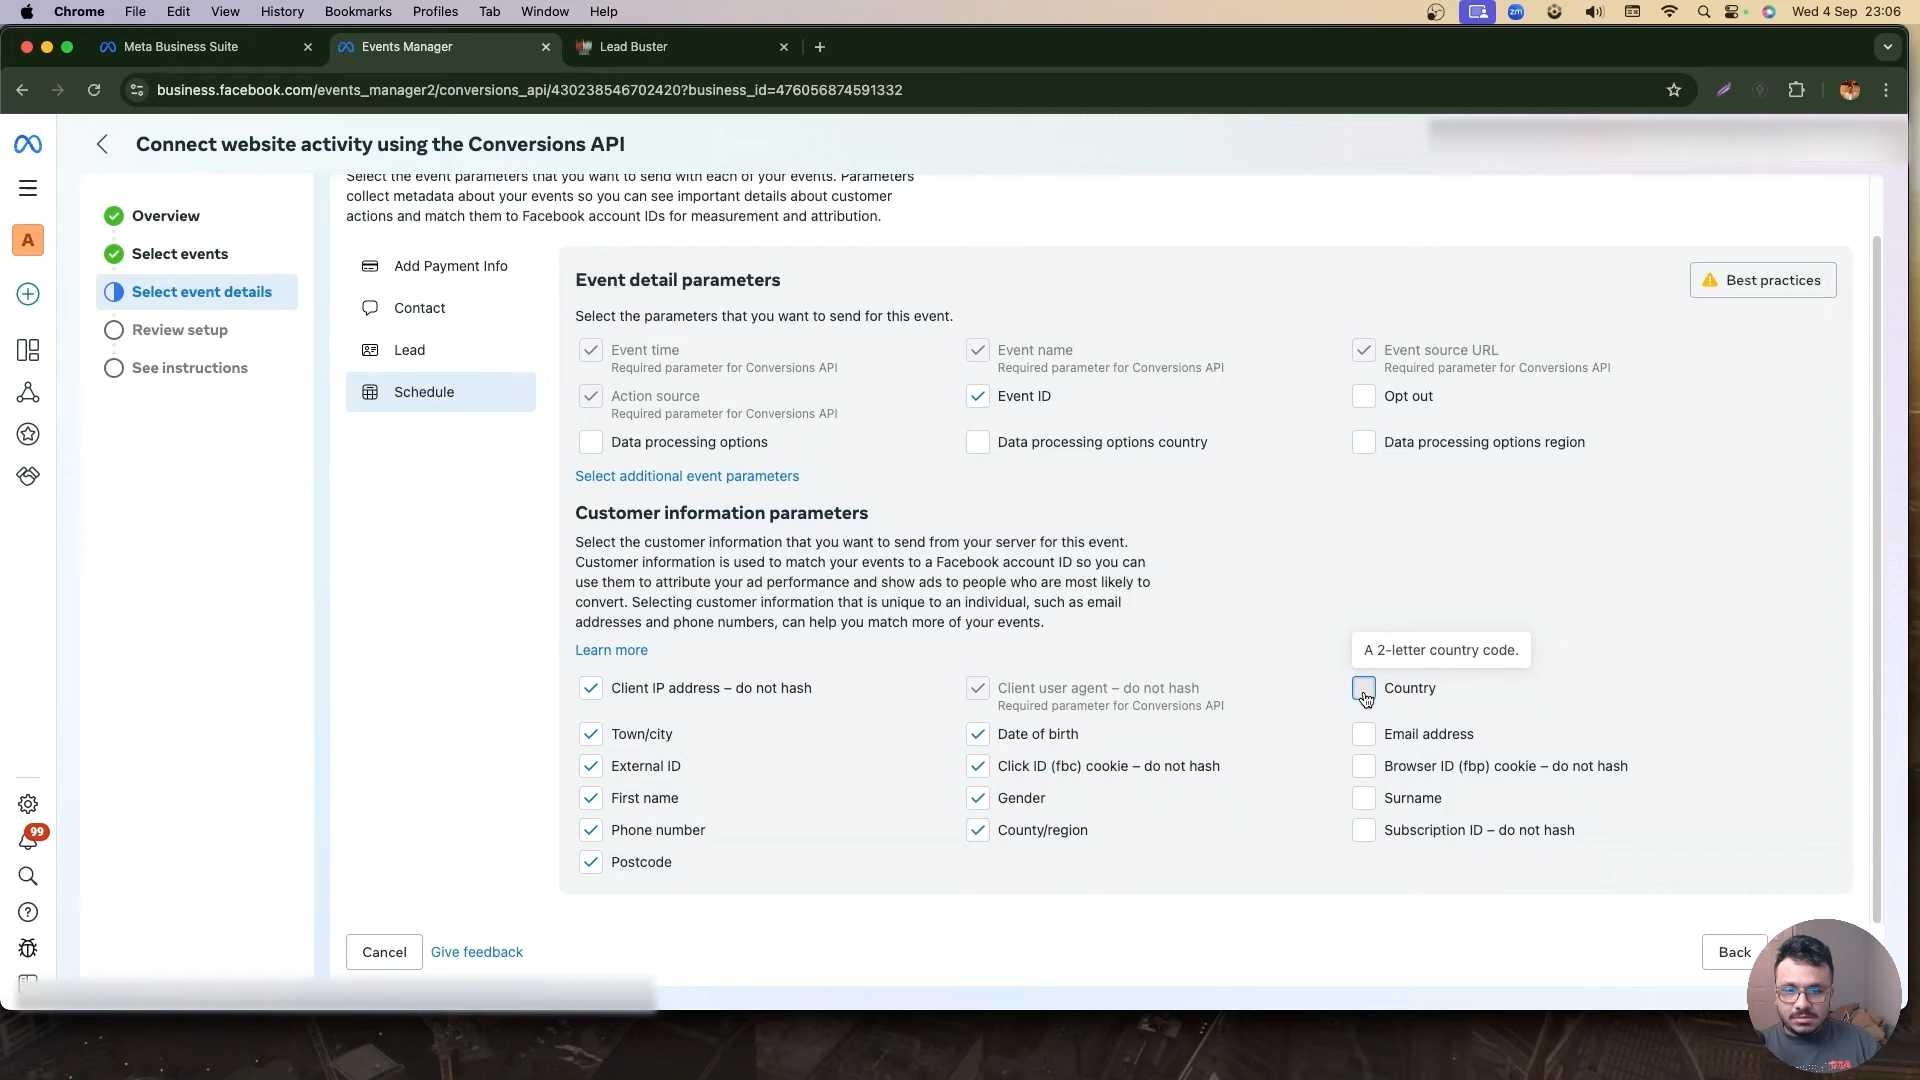 Chrome File Edit View History Bookmarks Profiles Tab Window Help
zm
Wed 4 Sep 23:06
Meta Business Suite
Events Manager
Lead Buster
business.facebook.com/events_manager2/conversions_api/430238546702420?business_id=476056874591332
Connect website activity using the Conversions API
A
Overview
Select events
Select event details
Review setup
See instructions
Select the event parameters that you want to send with each of your events. Parameters
collect metadata about your events so you can see important details about customer
actions and match them to Facebook account IDs for measurement and attribution.
Add Payment Info
Contact
Lead
Schedule
Event detail parameters
Best practices
Select the parameters that you want to send for this event.
Event time
Required parameter for Conversions API
Event name
Required parameter for Conversions API
Event source URL
Required parameter for Conversions API
Action source
Required parameter for Conversions API
Event ID
Opt out
Data processing options
Data processing options country
Data processing options region
Select additional event parameters
Customer information parameters
Select the customer information that you want to send from your server for this event.
Customer information is used to match your events to a Facebook account ID so you can
use them to attribute your ad performance and show ads to people who are most likely to
convert. Selecting customer information that is unique to an individual, such as email
addresses and phone numbers, can help you match more of your events.
Learn more
A 2-letter country code.
Client IP address – do not hash
Client user agent – do not hash
Required parameter for Conversions API
Country
Town/city
Date of birth
Email address
External ID
Click ID (fbc) cookie – do not hash
Browser ID (fbp) cookie – do not hash
First name
Gender
Surname
Phone number
County/region
Subscription ID – do not hash
Postcode
99
Cancel
Give feedback
Back